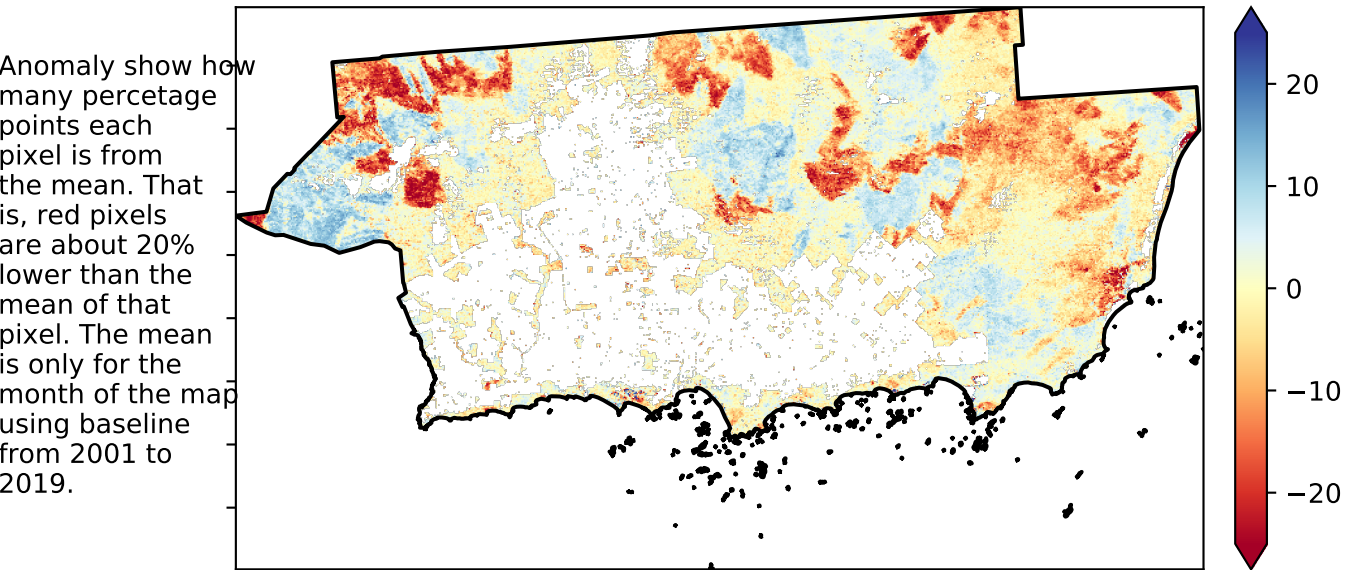 Anomaly show how
many percetage
points each
pixel is from
the mean. That
is, red pixels
are about 20%
lower than the
mean of that
pixel. The mean
is only for the
month of the map
using baseline
from 2001 to
2019.
20
10
0
−10
−20